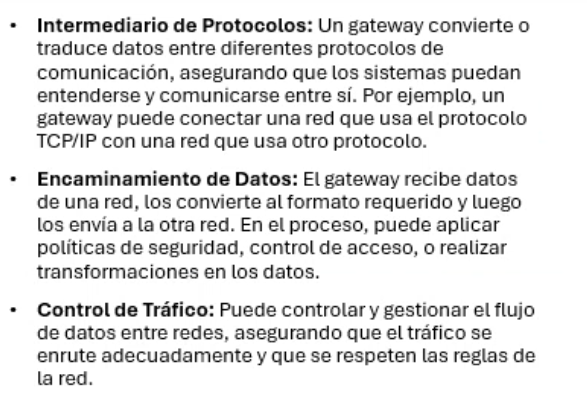 • Intermediario de Protocolos: Un gateway convierte o
traduce datos entre diferentes protocolos de
comunicación, asegurando que los sistemas puedan
entenderse y comunicarse entre sí. Por ejemplo, un
gateway puede conectar una red que usa el protocolo
TCP/IP con una red que usa otro protocolo.
• Encaminamiento de Datos: El gateway recibe datos
de una red, los convierte al formato requerido y luego
los envía a la otra red. En el proceso, puede aplicar
políticas de seguridad, control de acceso, o realizar
transformaciones en los datos.
• Control de Tráfico: Puede controlar y gestionar el flujo
de datos entre redes, asegurando que el tráfico se
enrute adecuadamente y que se respeten las reglas de
la red.